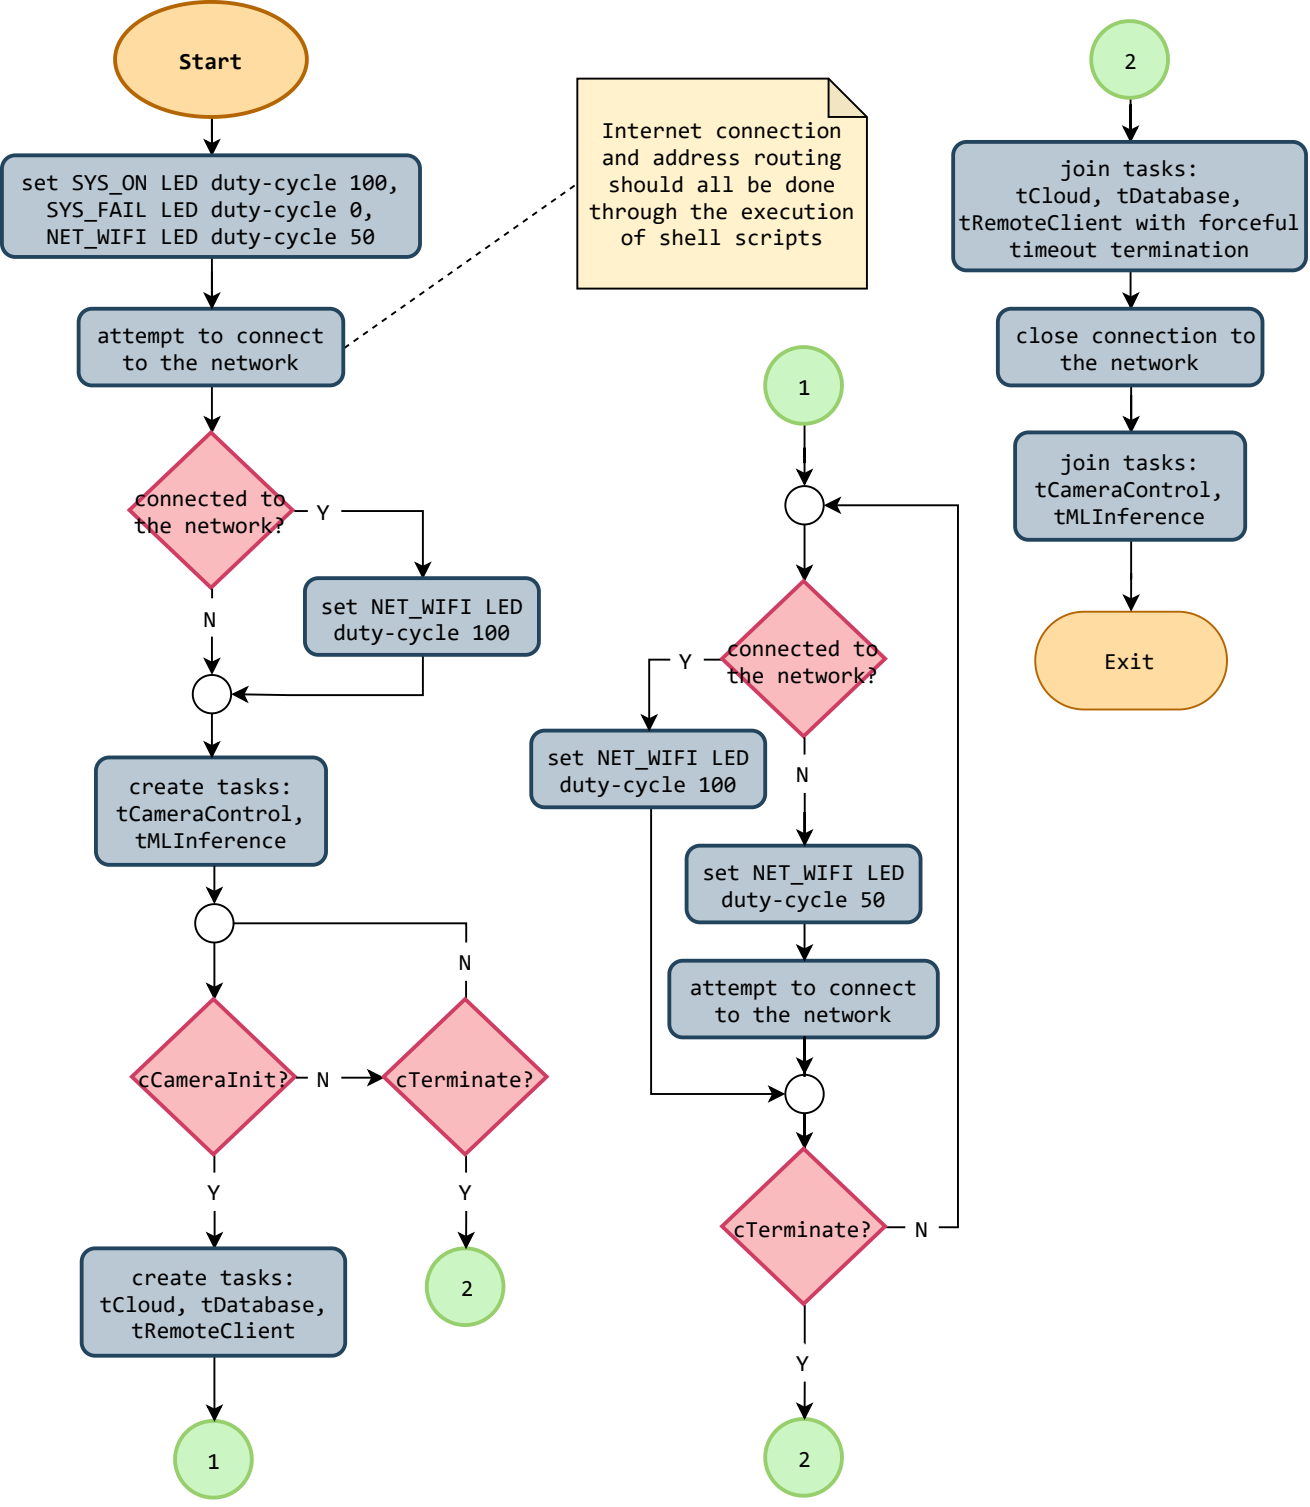 Start
set SYS_ON LED duty-cycle 100,
SYS_FAIL LED duty-cycle 0,
NET_WIFI LED duty-cycle 50
attempt to connect
to the network
Internet connection
and address routing
should all be done
through the execution
of shell scripts
connected to
the network?
Y
N
set NET_WIFI LED
duty-cycle 100
create tasks:
tCameraControl,
tMLInference
N
cCameraInit?
N
cTerminate?
Y
Y
create tasks:
tCloud, tDatabase,
tRemoteClient
2
1
1
connected to
the network?
Y
N
set NET_WIFI LED
duty-cycle 100
set NET_WIFI LED
duty-cycle 50
attempt to connect
to the network
cTerminate?
N
Y
2
2
join tasks:
tCloud, tDatabase,
tRemoteClient with forceful
timeout termination
close connection to
the network
join tasks:
tCameraControl,
tMLInference
Exit